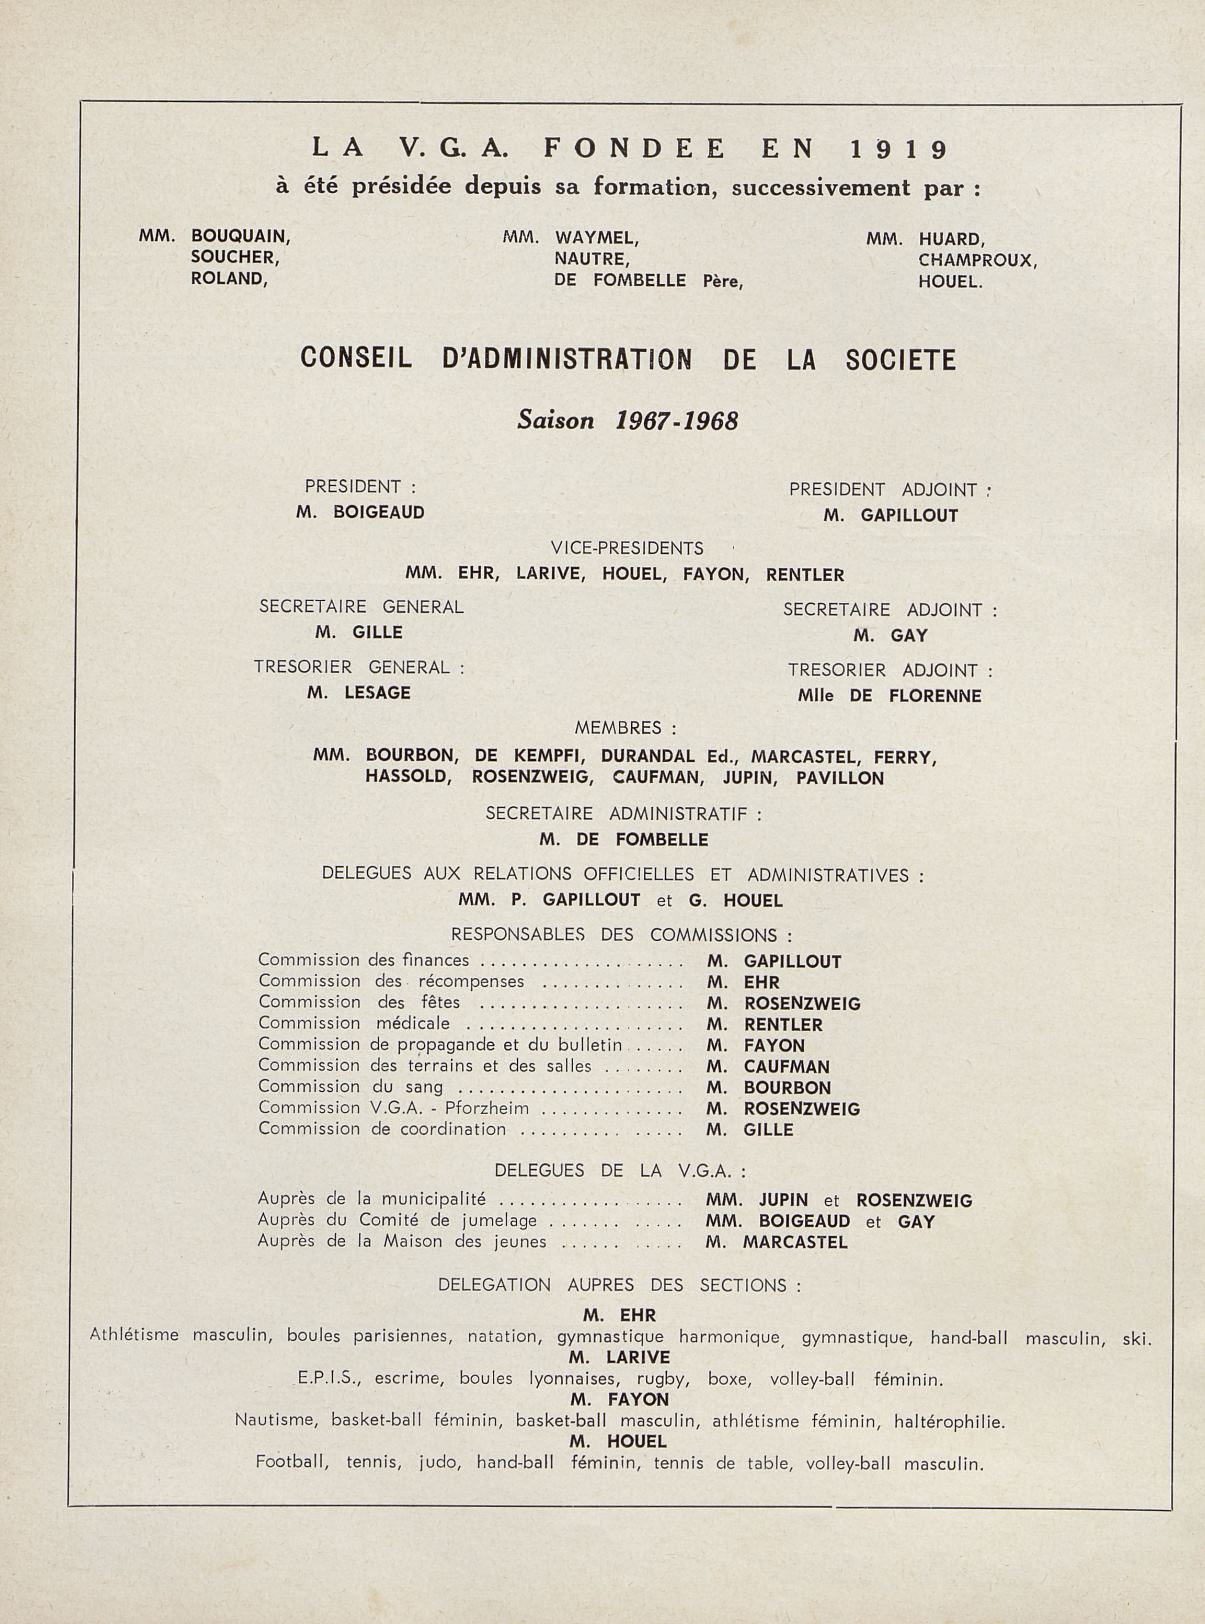 LA V.G.A. FONDEE EN 1919
à été présidée depuis sa formation, successivement par :
MM. BOUQUAIN,
SOUCHER,
ROLAND,
MM. WAYMEL,
NAUTRE,
DE FOMBELLE Père,
MM. HUARD,
CHAMPROUX,
HOUEL.
CONSEIL D'ADMINISTRATION DE LA SOCIETE
Saison 1967-1968
PRESIDENT :
M. BOIGEAUD
PRESIDENT ADJOINT :
M. GAPILLOUT
VICE-PRESIDENTS
MM. EHR, LARIVE, HOUEL, FAYON, RENTLER
SECRETAIRE GENERAL
M. GILLE
SECRETAIRE ADJOINT :
M. GAY
TRESORIER GENERAL :
M. LESAGE
TRESORIER ADJOINT :
Mlle DE FLORENNE
MEMBRES :
MM. BOURBON, DE KEMPFI, DURANDAL Ed., MARCASTEL, FERRY,
HASSOLD, ROSENZWEIG, CAUFMAN, JUPIN, PAVILLON
SECRETAIRE ADMINISTRATIF :
M. DE FOMBELLE
DELEGUES AUX RELATIONS OFFICIELLES ET ADMINISTRATIVES :
MM. P. GAPILLOUT et G. HOUEL
RESPONSABLES DES COMMISSIONS :
Commission des finances .................... M. GAPILLOUT
Commission des récompenses .............. M. EHR
Commission des fêtes .................... M. ROSENZWEIG
Commission médicale ..................... M. RENTLER
Commission de propagande et du bulletin ..... M. FAYON
Commission des terrains et des salles ........ M. CAUFMAN
Commission du sang ...................... M. BOURBON
Commission V.G.A. - Pforzheim .............. M. ROSENZWEIG
Commission de coordination ................ M. GILLE
DELEGUES DE LA V.G.A. :
Auprès de la municipalité .................. MM. JUPIN et ROSENZWEIG
Auprès du Comité de jumelage ............. MM. BOIGEAUD et GAY
Auprès de la Maison des jeunes ............ M. MARCASTEL
DELEGATION AUPRES DES SECTIONS :
M. EHR
Athlétisme masculin, boules parisiennes, natation, gymnastique harmonique, gymnastique, hand-ball masculin, ski.
M. LARIVE
E.P.I.S., escrime, boules lyonnaises, rugby, boxe, volley-ball féminin.
M. FAYON
Nautisme, basket-ball féminin, basket-ball masculin, athlétisme féminin, haltérophilie.
M. HOUEL
Football, tennis, judo, hand-ball féminin, tennis de table, volley-ball masculin.